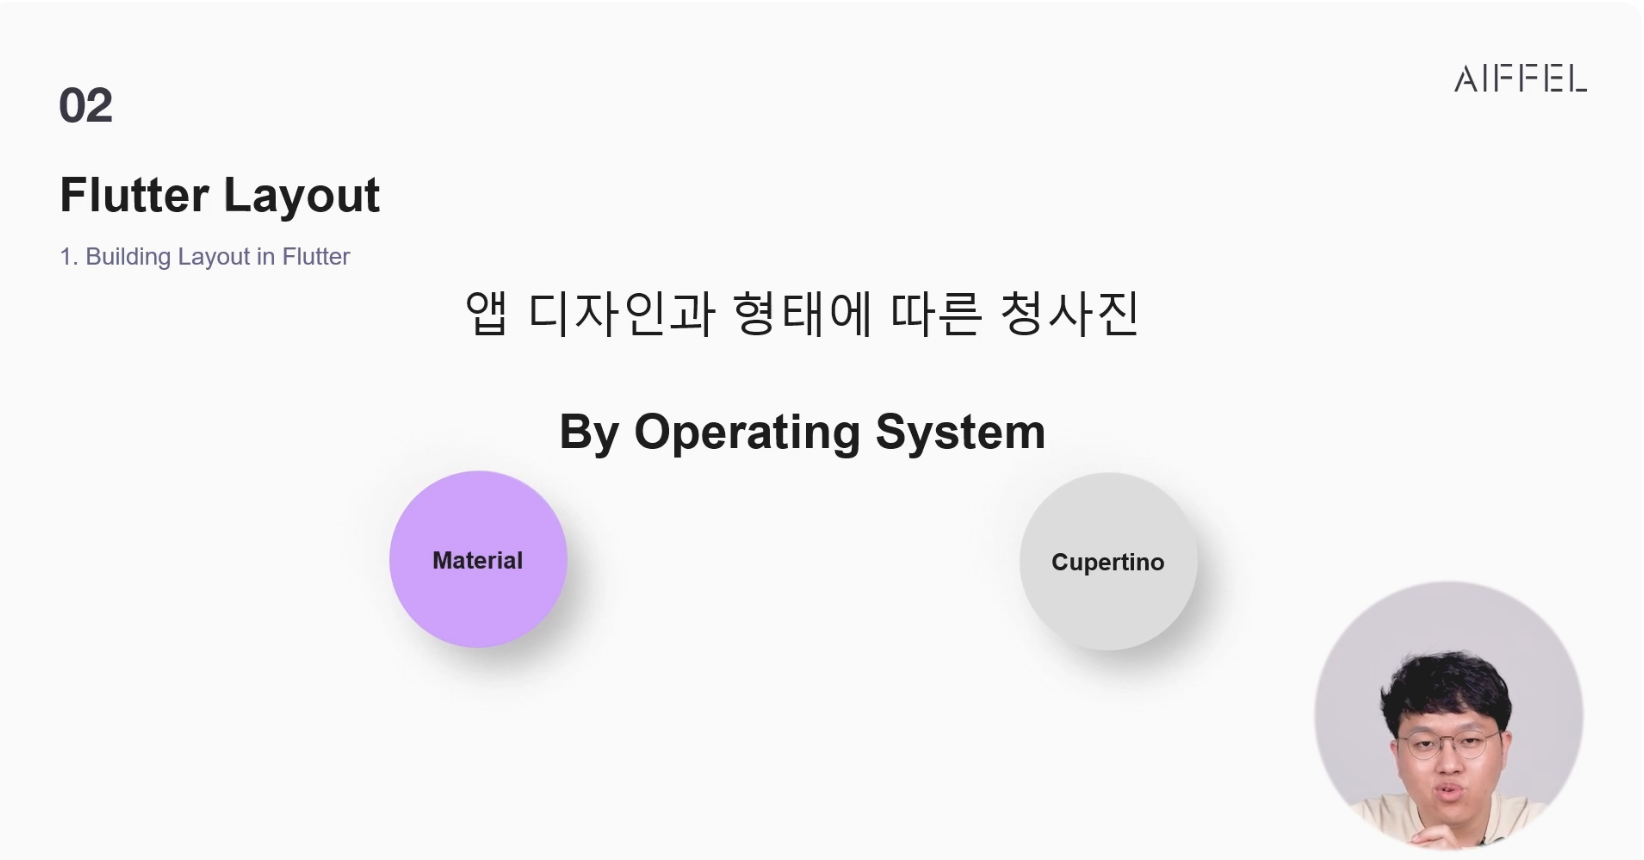 AIFFEL
02
Flutter Layout
1. Building Layout in Flutter
앱 디자인과 형태에 따른 청사진
By Operating System
Material
Cupertino